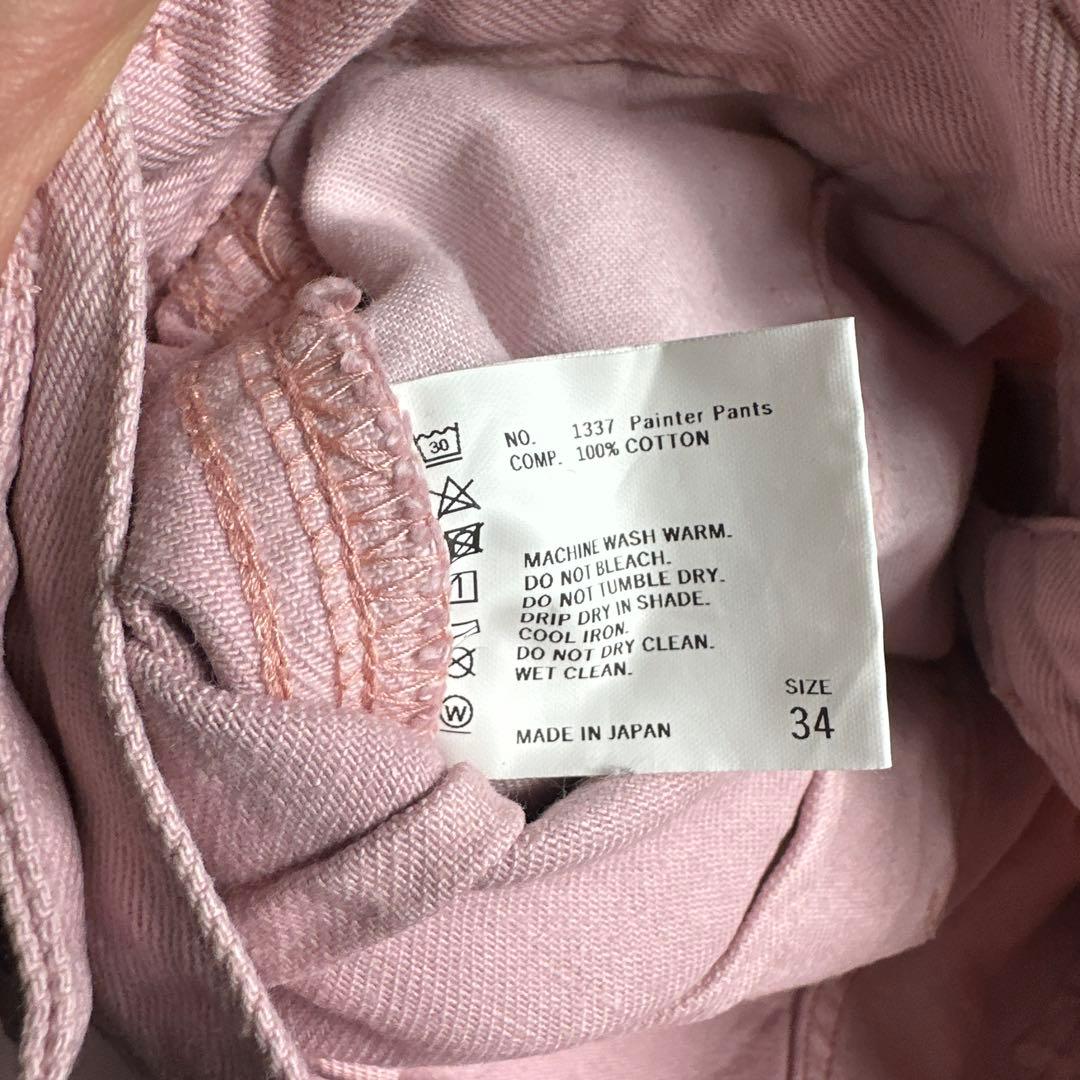 30
NO. 1337 Painter Pants
COMP. 100% COTTON
MACHINE WASH WARM.
DO NOT BLEACH.
DO NOT TUMBLE DRY.
DRIP DRY IN SHADE.
COOL IRON.
DO NOT DRY CLEAN.
WET CLEAN.
W
MADE IN JAPAN
SIZE
34